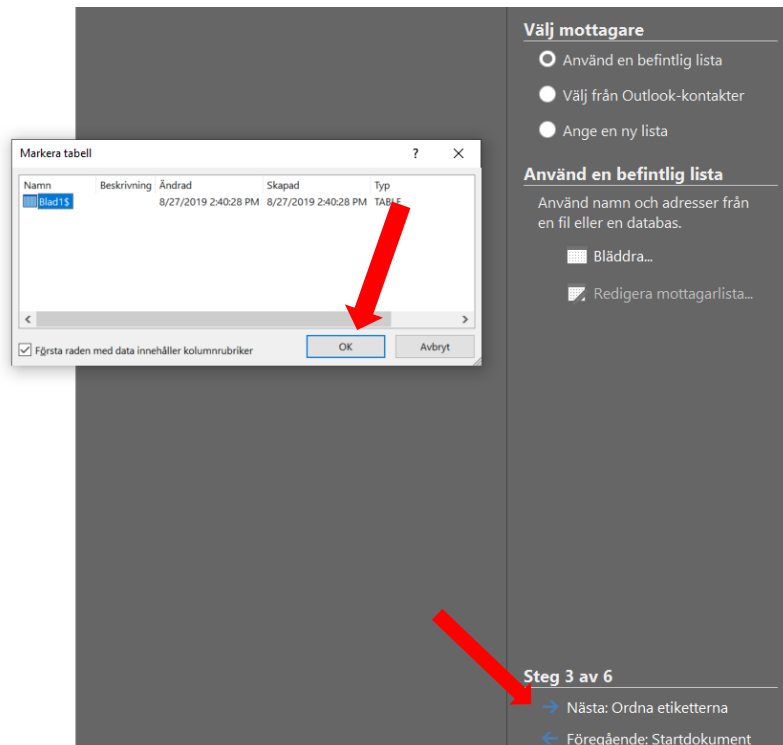 Välj mottagare
Använd en befintlig lista
Välj från Outlook-kontakter
Ange en ny lista
Använd en befintlig lista
Använd namn och adresser från
en fil eller en databas.
Bläddra...
Redigera mottagarlista...
Markera tabell ? ×
Namn Beskrivning Ändrad Skapad Typ
Blad1$ 8/27/2019 2:40:28 PM 8/27/2019 2:40:28 PM TABLE
Första raden med data innehåller kolumnrubriker OK Avbryt
Steg 3 av 6
Nästa: Ordna etiketterna
Föregående: Startdokument